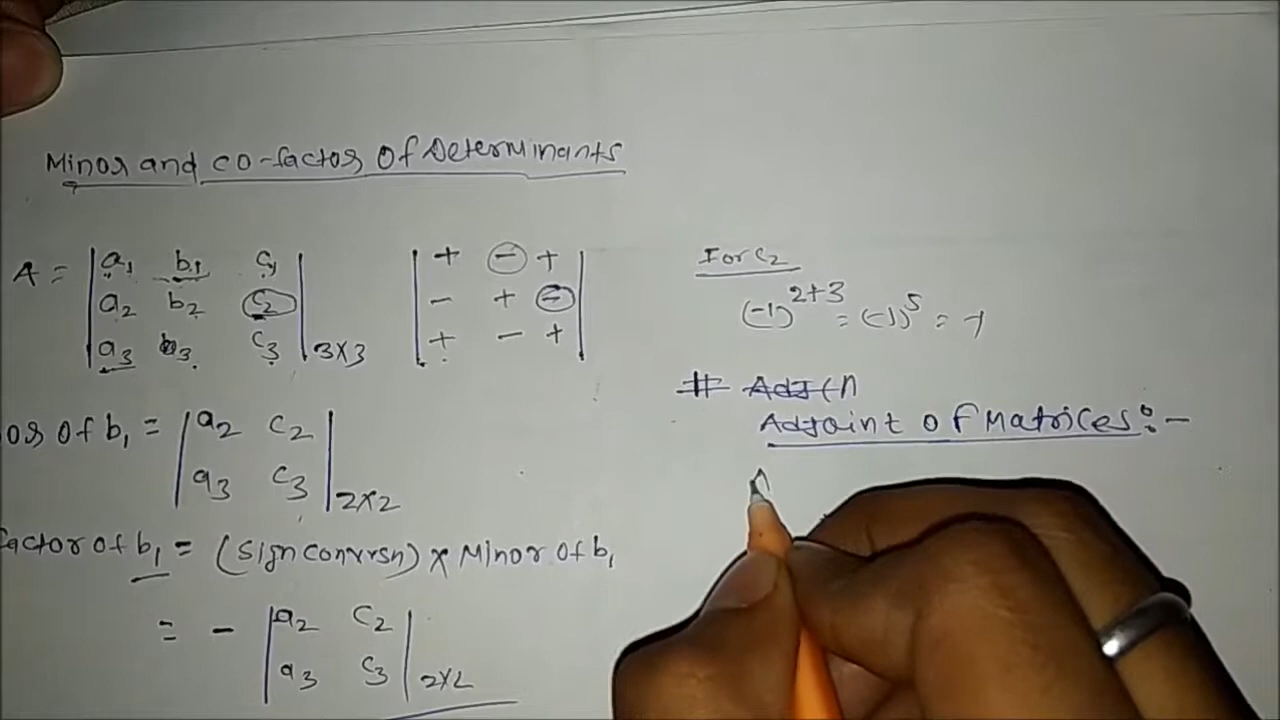 Minor and co-factor of Determinants
A = | a1 b1 c1 | | + - + |
| a2 b2 c2 | | - + - |
| a3 b3 c3 | 3×3 | + - + |
or of b1 = | a2 c2 |
| a3 c3 | 2×2
factor of b1 = (sign convrsn) × Minor of b1
= - | a2 c2 |
| a3 c3 | 2×2
For c2
(-1)^2+3 = (-1)^5 = -1
# Adj(n
Adjoint of Matrices :-